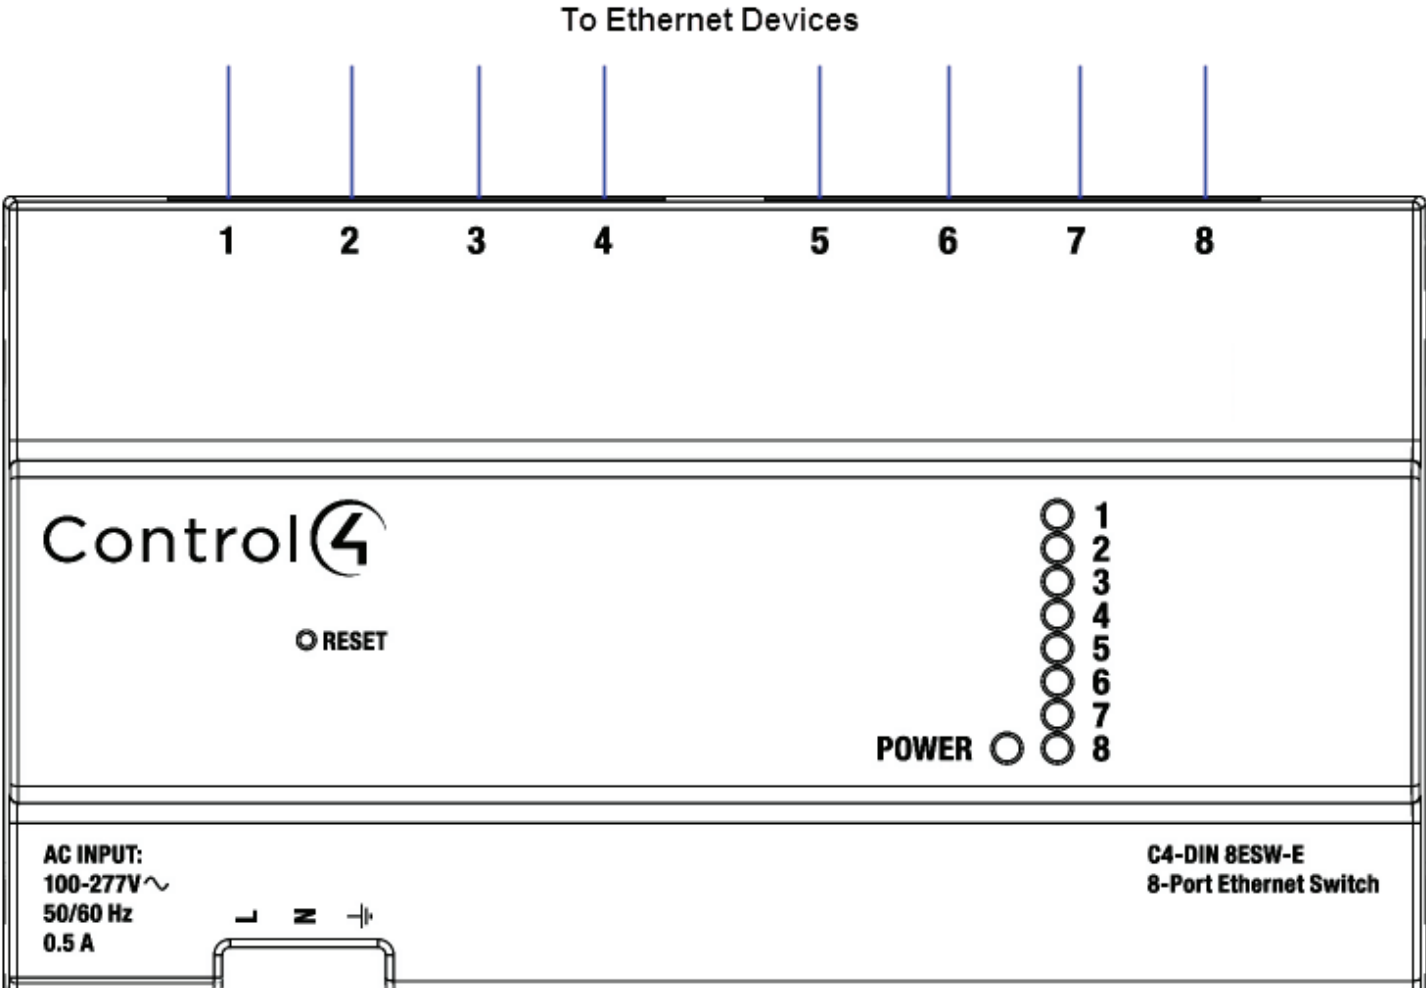 To Ethernet Devices
1 2 3 4 5 6 7 8
Control4
1
2
3
4
RESET
5
6
7
POWER 8
AC INPUT:
100-277V~
50/60 Hz
0.5 A
L N
C4-DIN 8ESW-E
8-Port Ethernet Switch